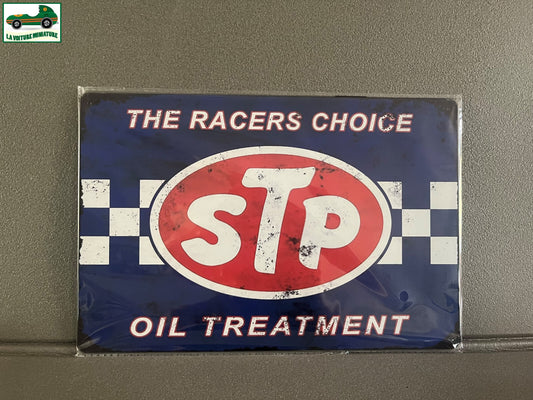 LA VOITURE MINIATURE
THE RACERS CHOICE
STP
OIL TREATMENT